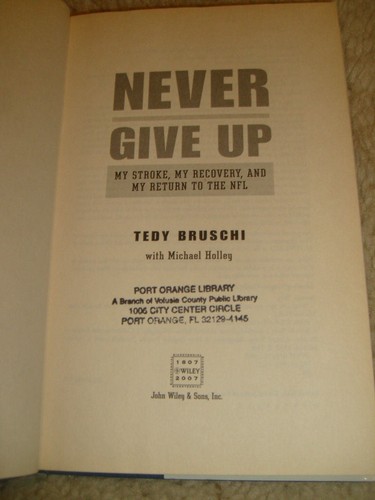 NEVER
GIVE UP
MY STROKE, MY RECOVERY, AND
MY RETURN TO THE NFL
TEDY BRUSCHI
with Michael Holley
PORT ORANGE LIBRARY
A Branch of Volusia County Public Library
1006 CITY CENTER CIRCLE
PORT ORANGE, FL 32129-4145
1807
WILEY
2007
John Wiley & Sons, Inc.